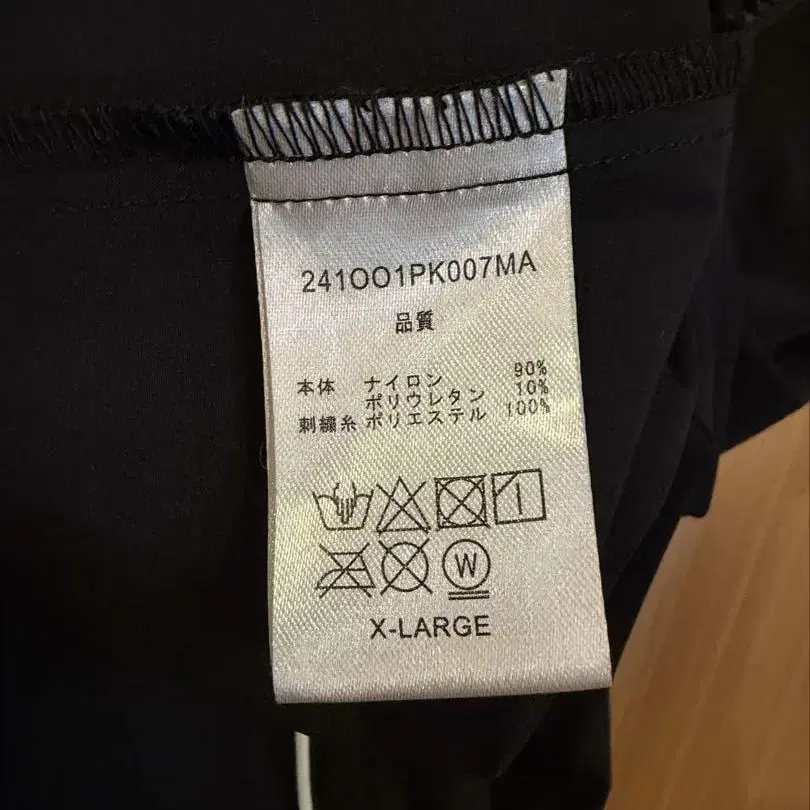 241OO1PK007MA
品質
本体 ナイロン 90%
ポリウレタン 10%
刺繍糸 ポリエステル 100%
W
X-LARGE